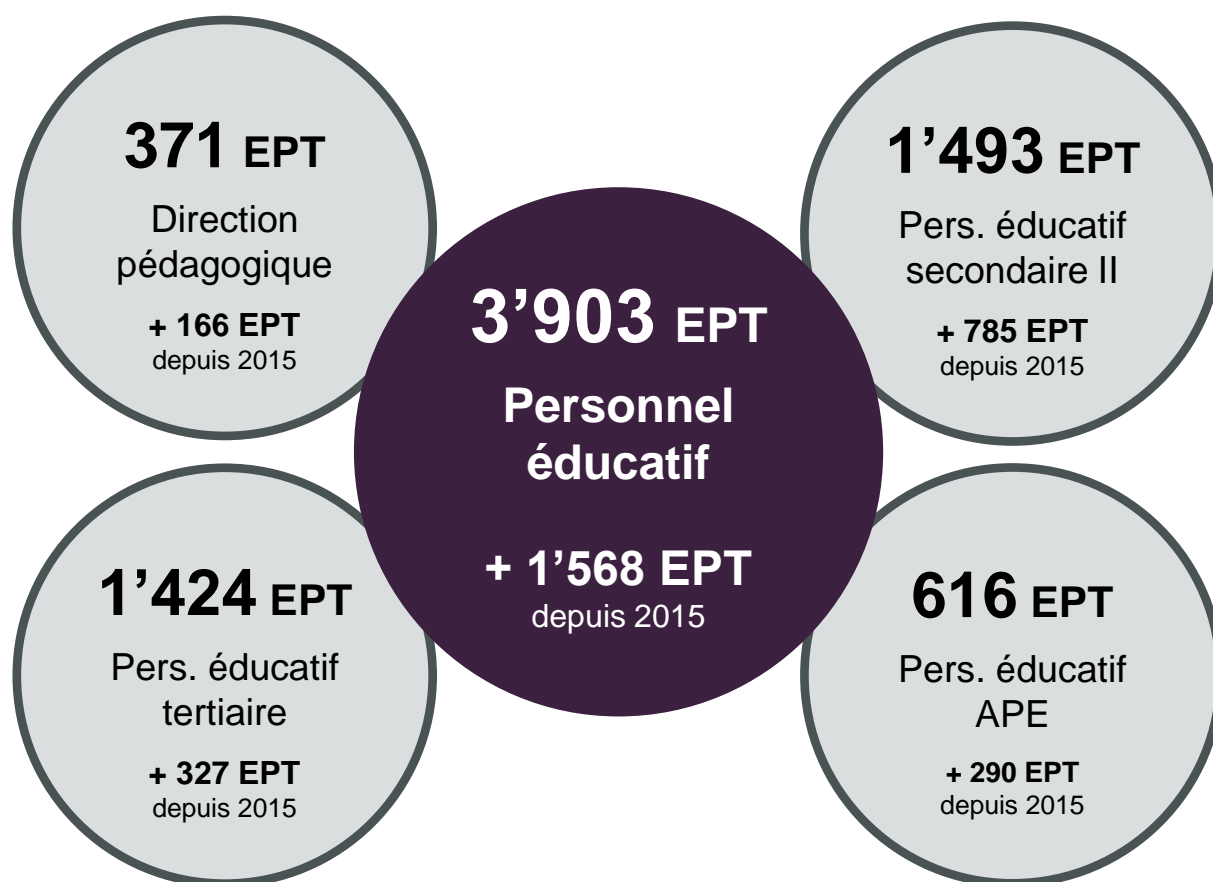 371 EPT
Direction
pédagogique
+ 166 EPT
depuis 2015
1’493 EPT
Pers. éducatif
secondaire II
+ 785 EPT
depuis 2015
3’903 EPT
Personnel
éducatif
+ 1’568 EPT
depuis 2015
1’424 EPT
Pers. éducatif
tertiaire
+ 327 EPT
depuis 2015
616 EPT
Pers. éducatif
APE
+ 290 EPT
depuis 2015